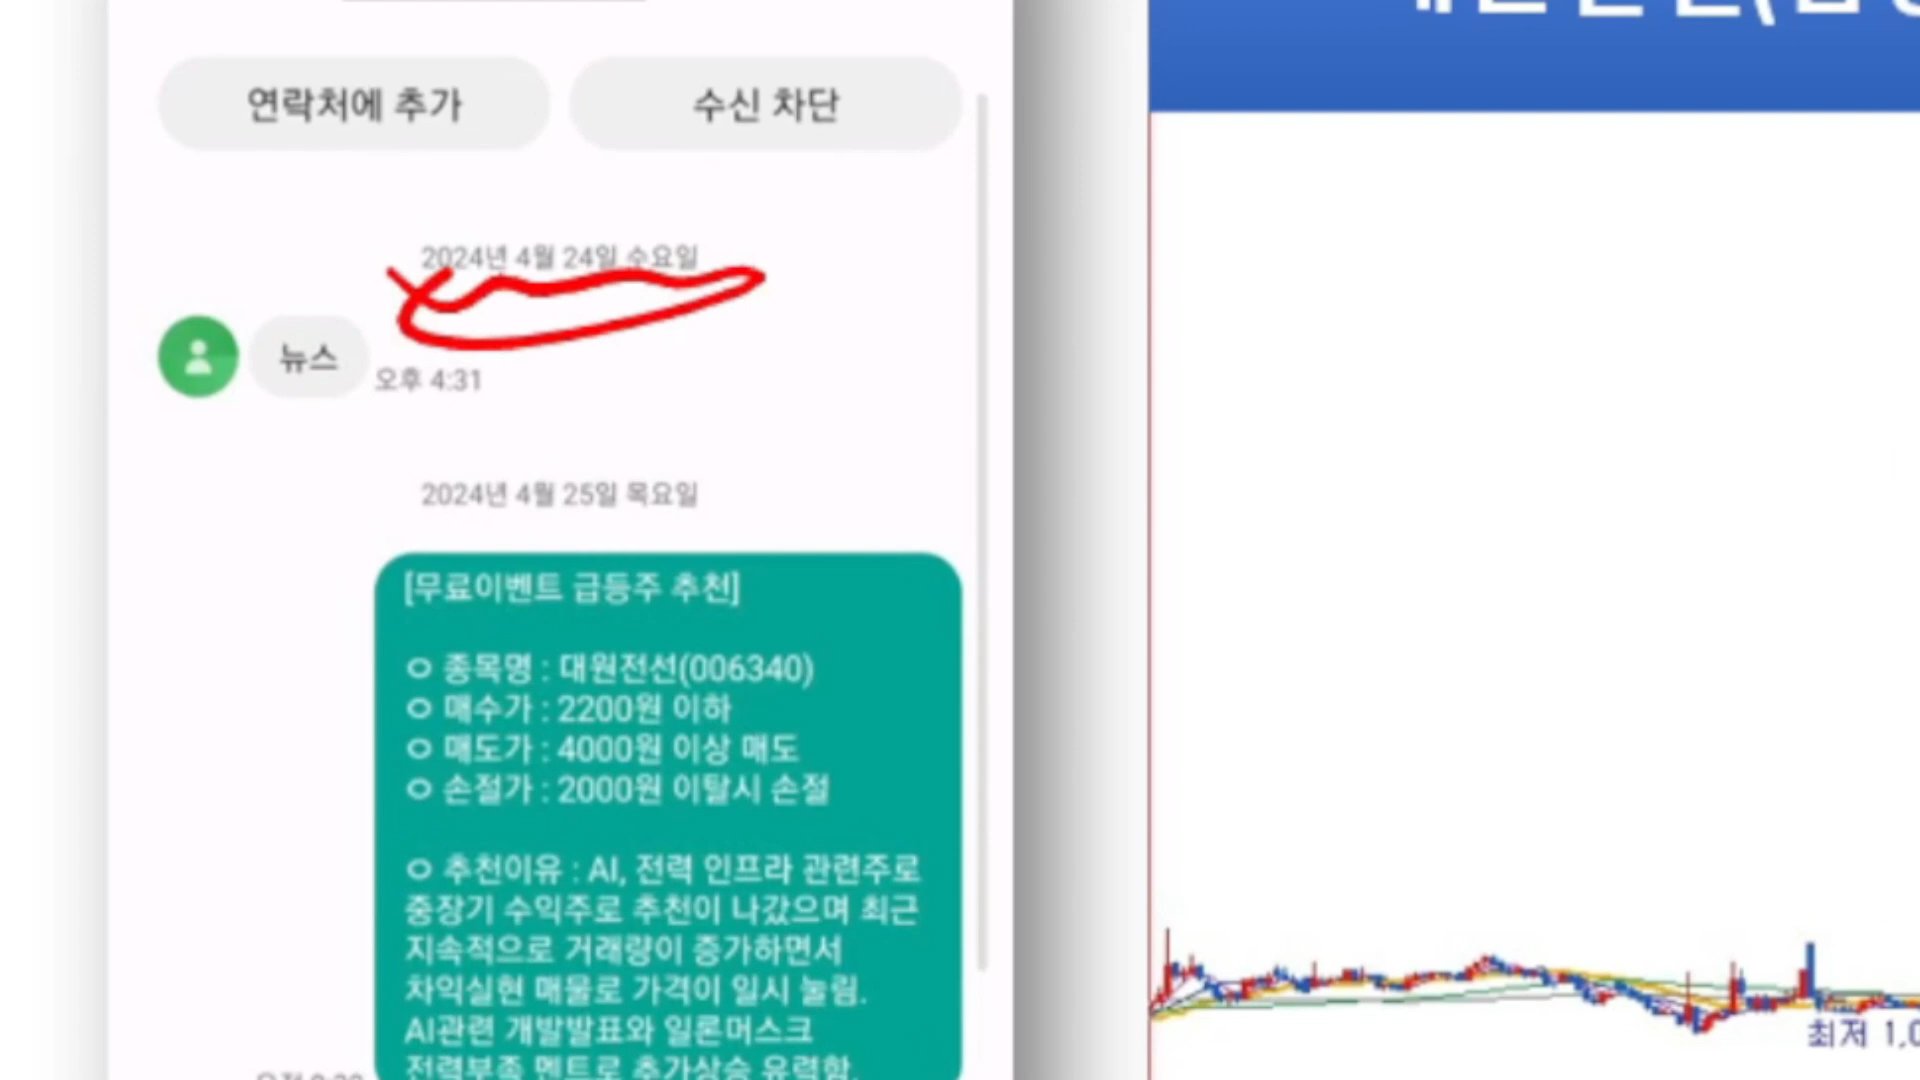 연락처에 추가
수신 차단
2024년 4월 24일 수요일
뉴스
오후 4:31
2024년 4월 25일 목요일
[무료이벤트 급등주 추천]
ㅇ 종목명 : 대원전선(006340)
ㅇ 매수가 : 2200원 이하
ㅇ 매도가 : 4000원 이상 매도
ㅇ 손절가 : 2000원 이탈시 손절
ㅇ 추천이유 : AI, 전력 인프라 관련주로
중장기 수익주로 추천이 나갔으며 최근
지속적으로 거래량이 증가하면서
차익실현 매물로 가격이 일시 눌림.
AI관련 개발발표와 일론머스크
전력부족 멘트로 추가상승 유력함.
최저 1,0